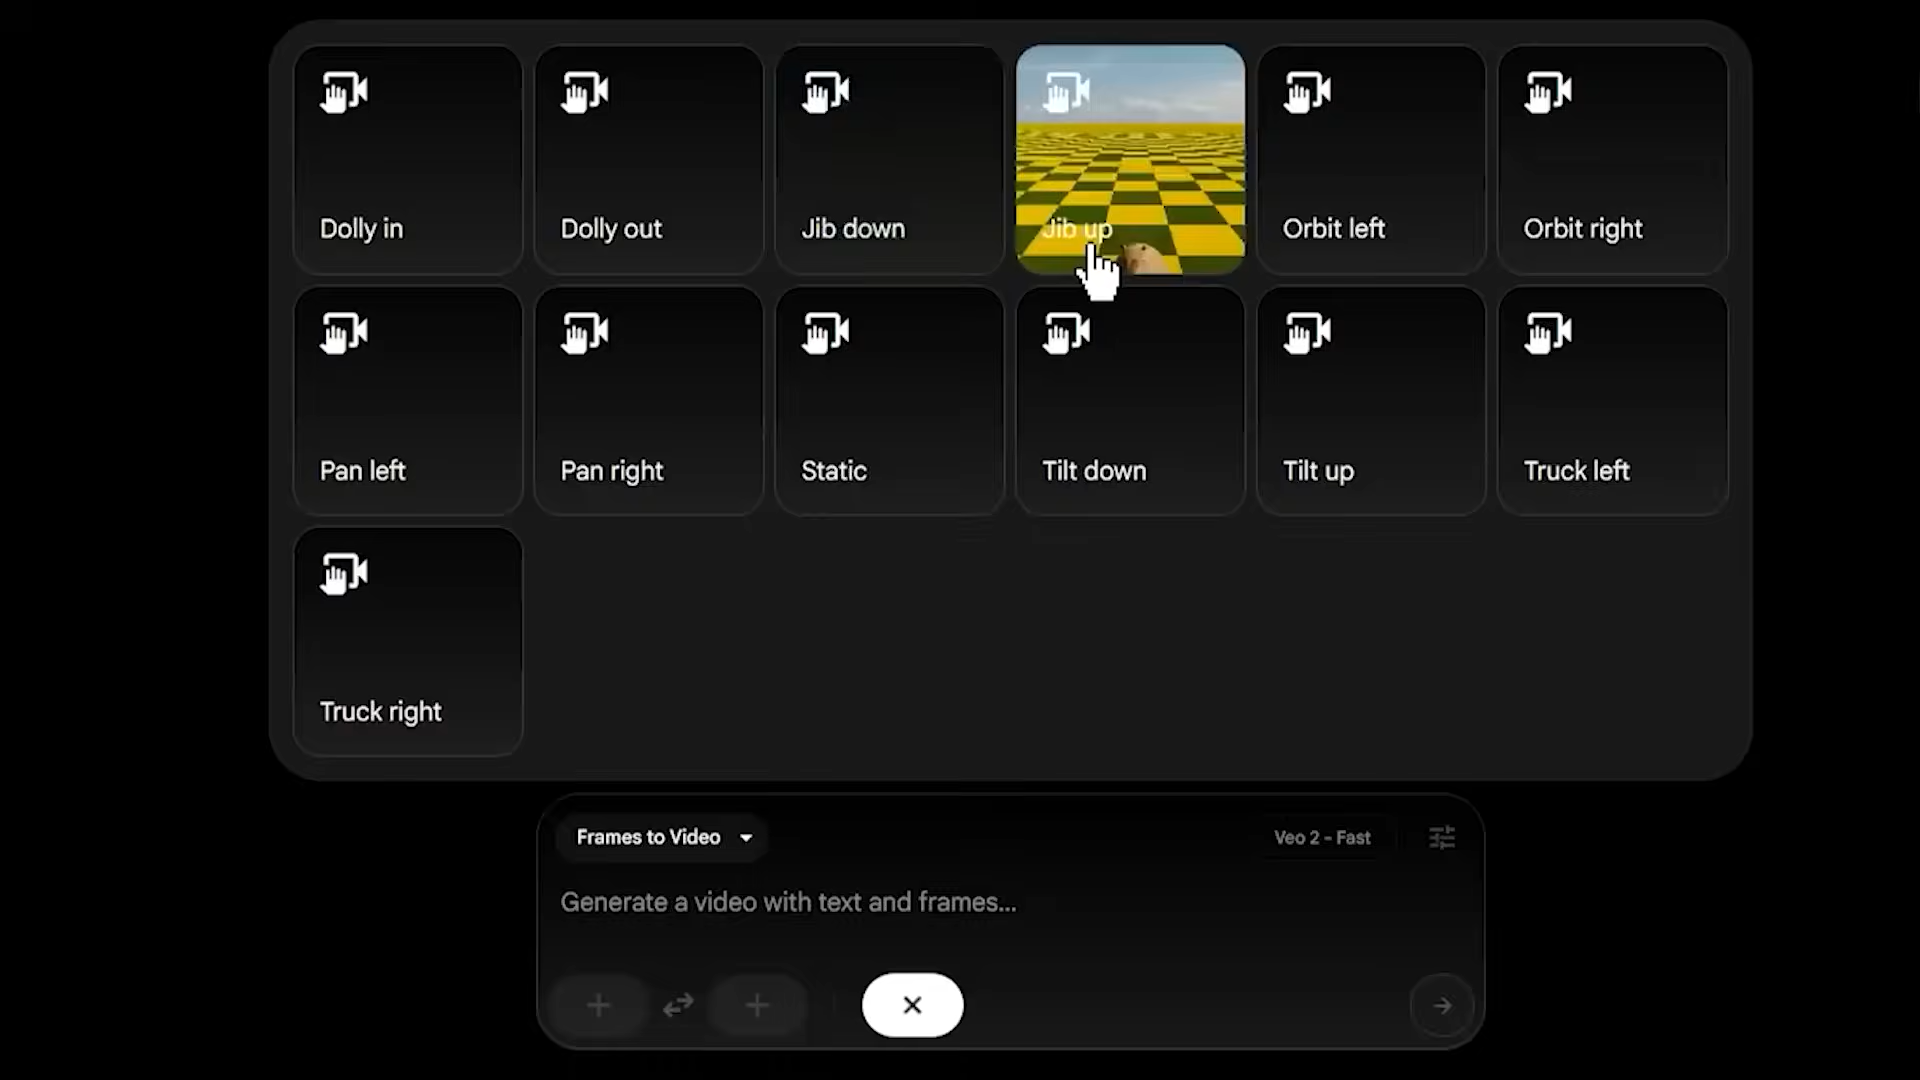 Dolly in
Dolly out
Jib down
Jib up
Orbit left
Orbit right
Pan left
Pan right
Static
Tilt down
Tilt up
Truck left
Truck right
Frames to Video
Veo 2 - Fast
Generate a video with text and frames...